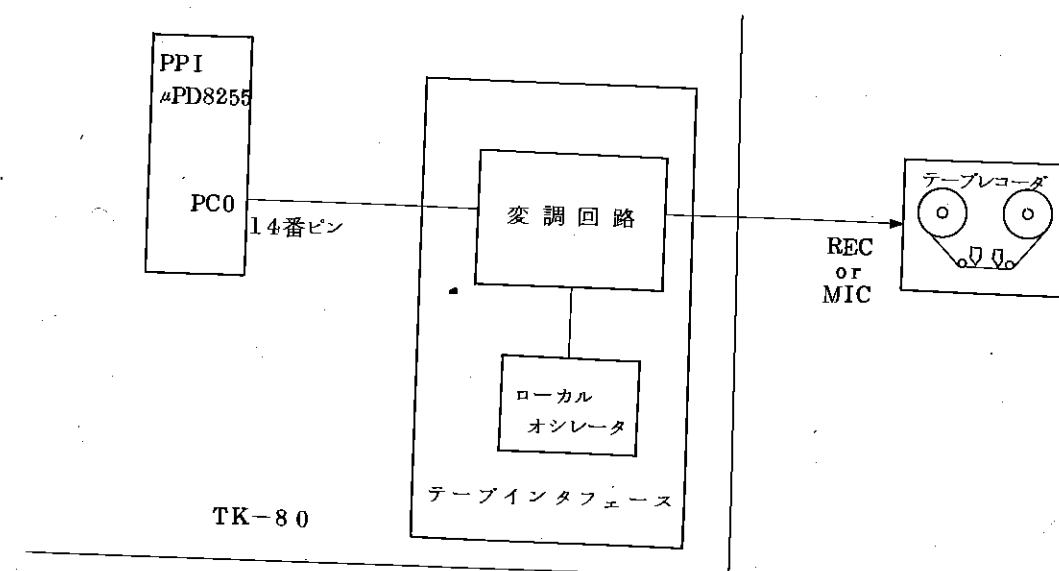 PPI
μPD8255
PC0
14番ピン
変調回路
ローカル
オシレータ
テープインタフェース
TK-80
REC
or
MIC
テープレコーダ